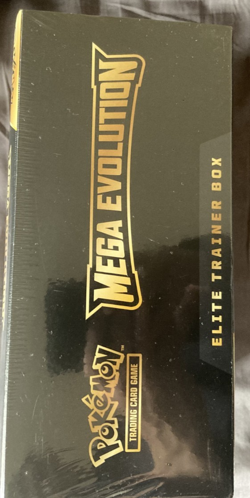 POKéMON
TRADING CARD GAME
MEGA EVOLUTION
ELITE TRAINER BOX